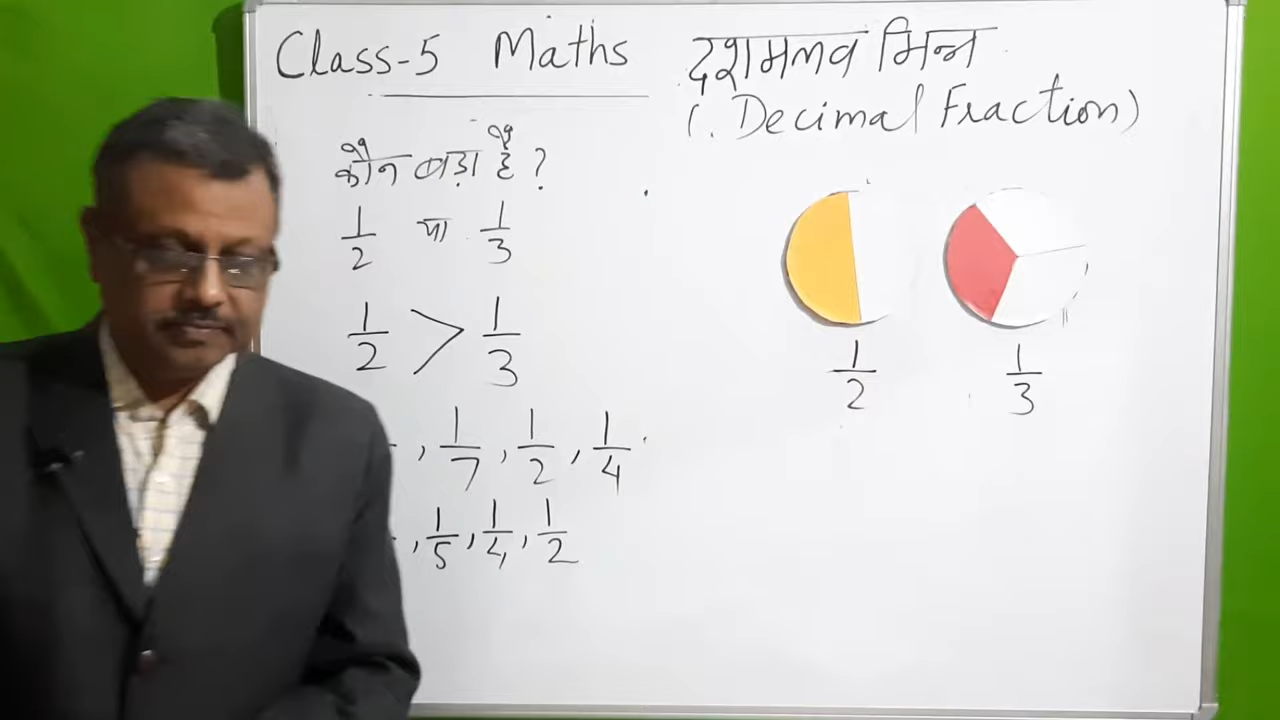 Class-5 Maths दशमलव भिन्न
(. Decimal Fraction)
कौन बड़ा है ?
1/2 या 1/3
1/2 > 1/3
, 1/7 , 1/2 , 1/4
, 1/5 , 1/4 , 1/2
1/2 1/3